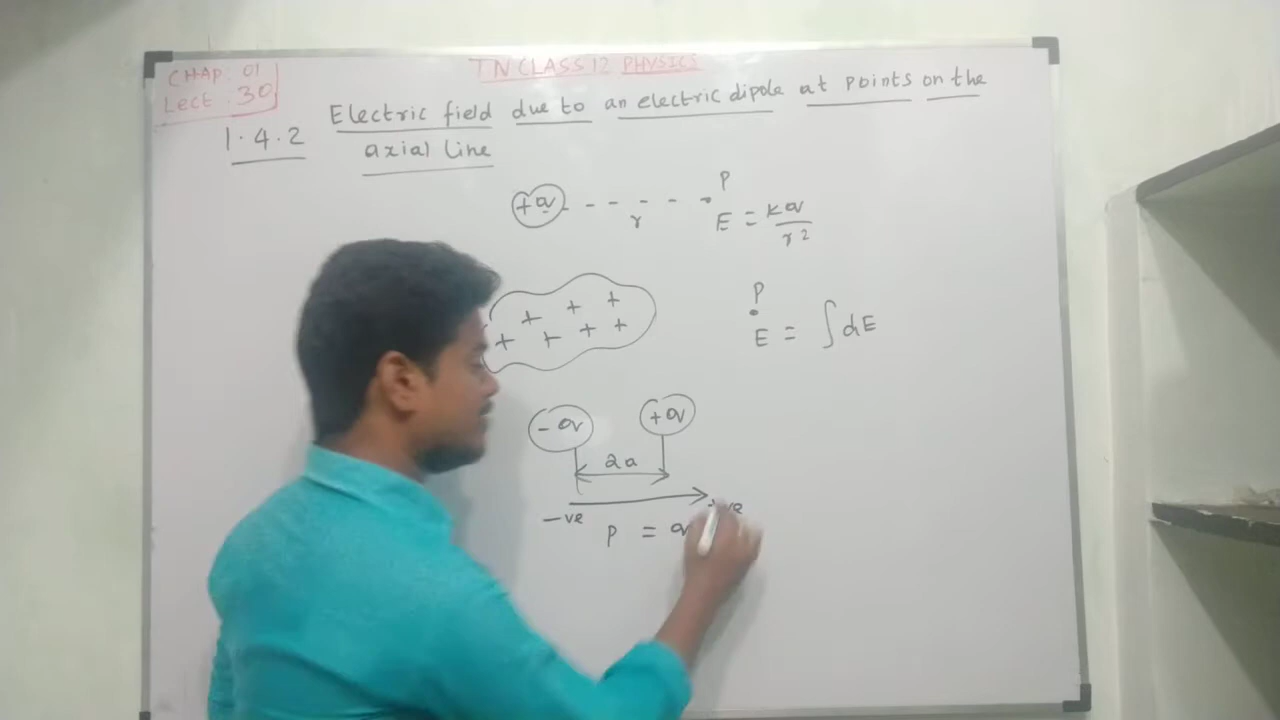 TN CLASS 12 PHYSICS
CHAP: 01
Lect: 30
1.4.2 Electric field due to an electric dipole at points on the
axial line
+q r P
E = kq/r²
+ + + + + + +
P
E = ∫dE
-q +q
2a
-ve +ve
P = q